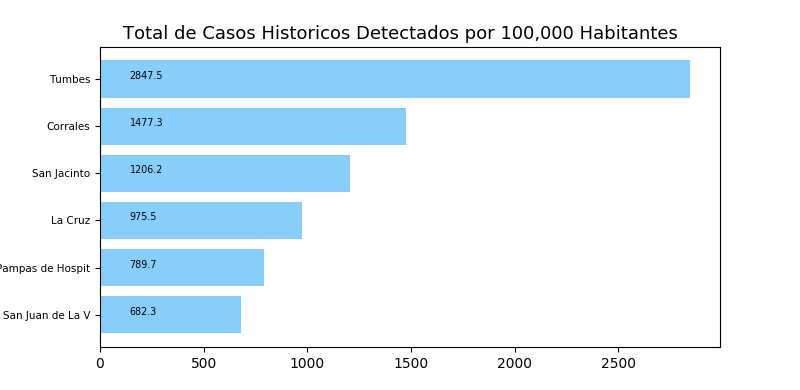 Total de Casos Historicos Detectados por 100,000 Habitantes
Tumbes 2847.5
Corrales 1477.3
San Jacinto 1206.2
La Cruz 975.5
Pampas de Hospit 789.7
San Juan de La V 682.3
0 500 1000 1500 2000 2500